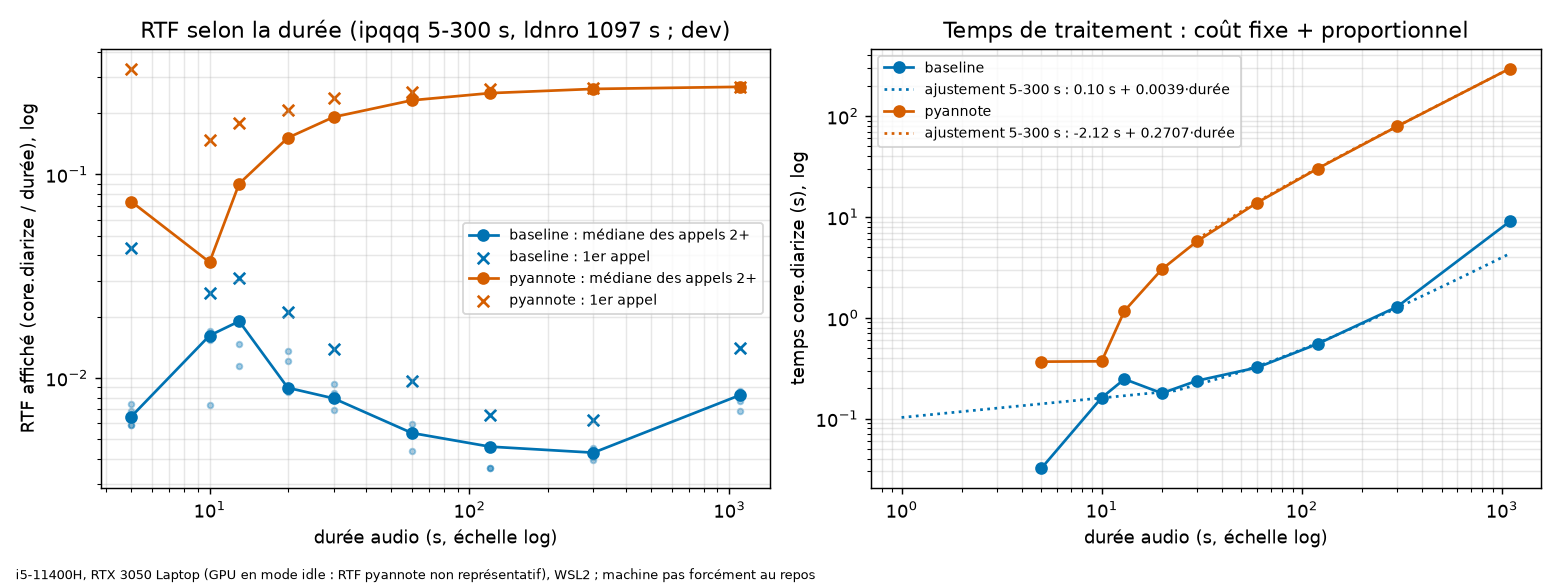 RTF selon la durée (ipqqq 5-300 s, ldnro 1097 s ; dev)
RTF affiché (core.diarize / durée), log
10⁻¹
10⁻²
baseline : médiane des appels 2+
baseline : 1er appel
pyannote : médiane des appels 2+
pyannote : 1er appel
10¹
10²
10³
durée audio (s, échelle log)
Temps de traitement : coût fixe + proportionnel
temps core.diarize (s), log
baseline
ajustement 5-300 s : 0.10 s + 0.0039·durée
pyannote
ajustement 5-300 s : -2.12 s + 0.2707·durée
10²
10¹
10⁰
10⁻¹
10⁰
10¹
10²
10³
durée audio (s, échelle log)
i5-11400H, RTX 3050 Laptop (GPU en mode idle : RTF pyannote non représentatif), WSL2 ; machine pas forcément au repos